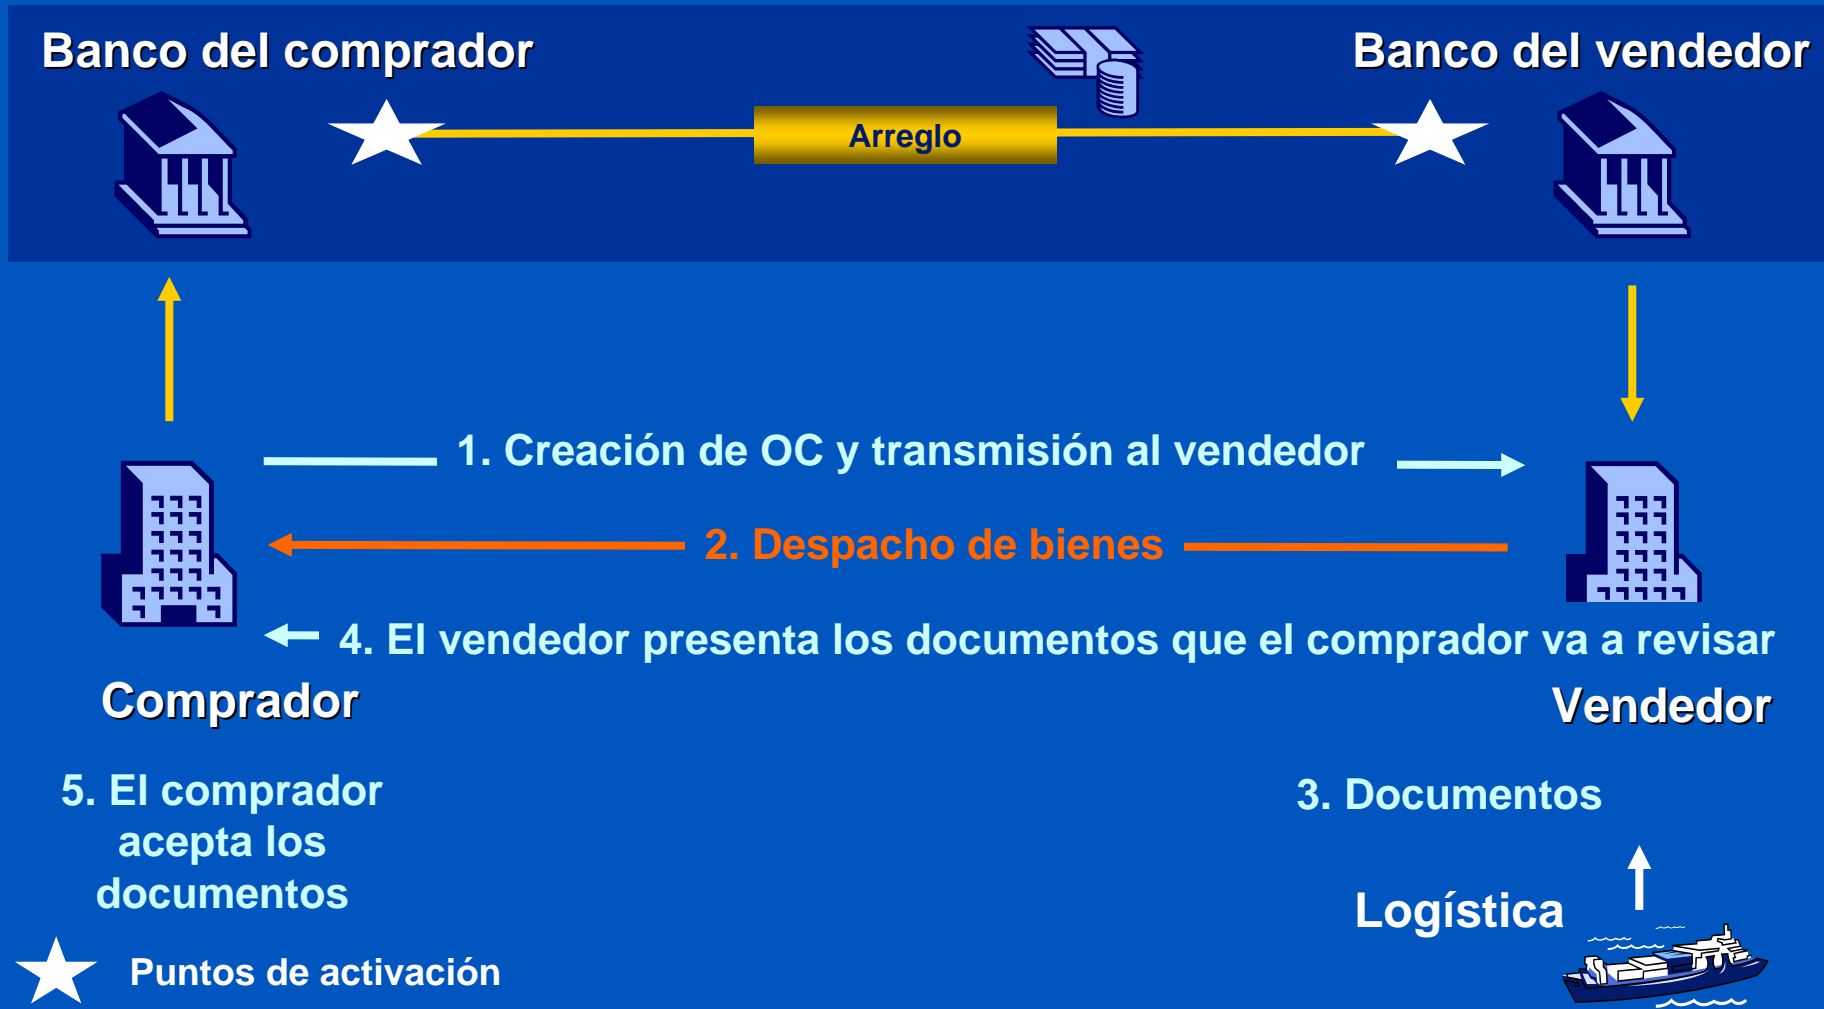 Banco del comprador
Banco del vendedor
Arreglo
1. Creación de OC y transmisión al vendedor
2. Despacho de bienes
4. El vendedor presenta los documentos que el comprador va a revisar
Comprador
Vendedor
5. El comprador
acepta los
documentos
3. Documentos
Logística
Puntos de activación